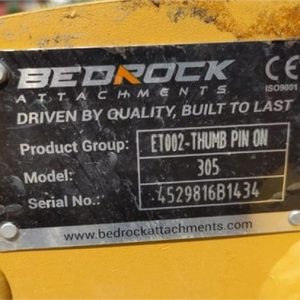 BEDROCK
ATTACHMENTS
CE
ISO9001
DRIVEN BY QUALITY, BUILT TO LAST
Product Group: ET002-THUMB PIN ON
Model: 305
Serial No.: 4529816B1434
www.bedrockattachments.com